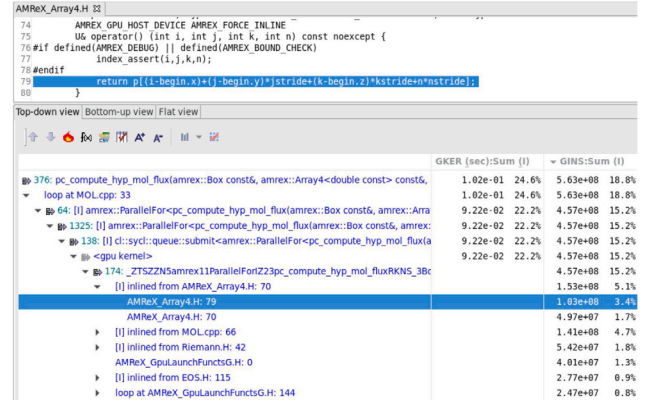 AMReX_Array4.H
74 AMREX_GPU_HOST_DEVICE AMREX_FORCE_INLINE
75 U& operator() (int i, int j, int k, int n) const noexcept {
76 #if defined(AMREX_DEBUG) || defined(AMREX_BOUND_CHECK)
77 index_assert(i,j,k,n);
78 #endif
79 return p[(i-begin.x)+(j-begin.y)*jstride+(k-begin.z)*kstride+n*nstride];
80 }
Top-down view Bottom-up view Flat view
f(x) A+ A-
GKER (sec):Sum (I) GINS:Sum (I)
376: pc_compute_hyp_mol_flux(amrex::Box const&, amrex::Array4<double const> const&, 1.02e-01 24.6% 5.63e+08 18.8%
loop at MOL.cpp: 33 1.02e-01 24.6% 5.63e+08 18.8%
64: [I] amrex::ParallelFor<pc_compute_hyp_mol_flux(amrex::Box const&, amrex::Arra 9.22e-02 22.2% 4.57e+08 15.2%
1325: [I] amrex::ParallelFor<pc_compute_hyp_mol_flux(amrex::Box const&, amrex: 9.22e-02 22.2% 4.57e+08 15.2%
138: [I] cl::sycl::queue::submit<amrex::ParallelFor<pc_compute_hyp_mol_flux(a 9.22e-02 22.2% 4.57e+08 15.2%
<gpu kernel> 9.22e-02 22.2% 4.57e+08 15.2%
174: _ZTSZZN5amrex11ParallelForIZ23pc_compute_hyp_mol_fluxRKNS_3Bo 4.57e+08 15.2%
[I] inlined from AMReX_Array4.H: 70 1.53e+08 5.1%
AMReX_Array4.H: 79 1.03e+08 3.4%
AMReX_Array4.H: 70 4.97e+07 1.7%
[I] inlined from MOL.cpp: 66 1.41e+08 4.7%
[I] inlined from Riemann.H: 42 5.42e+07 1.8%
AMReX_GpuLaunchFunctsG.H: 0 4.01e+07 1.3%
[I] inlined from EOS.H: 115 2.77e+07 0.9%
loop at AMReX_GpuLaunchFunctsG.H: 144 2.47e+07 0.8%